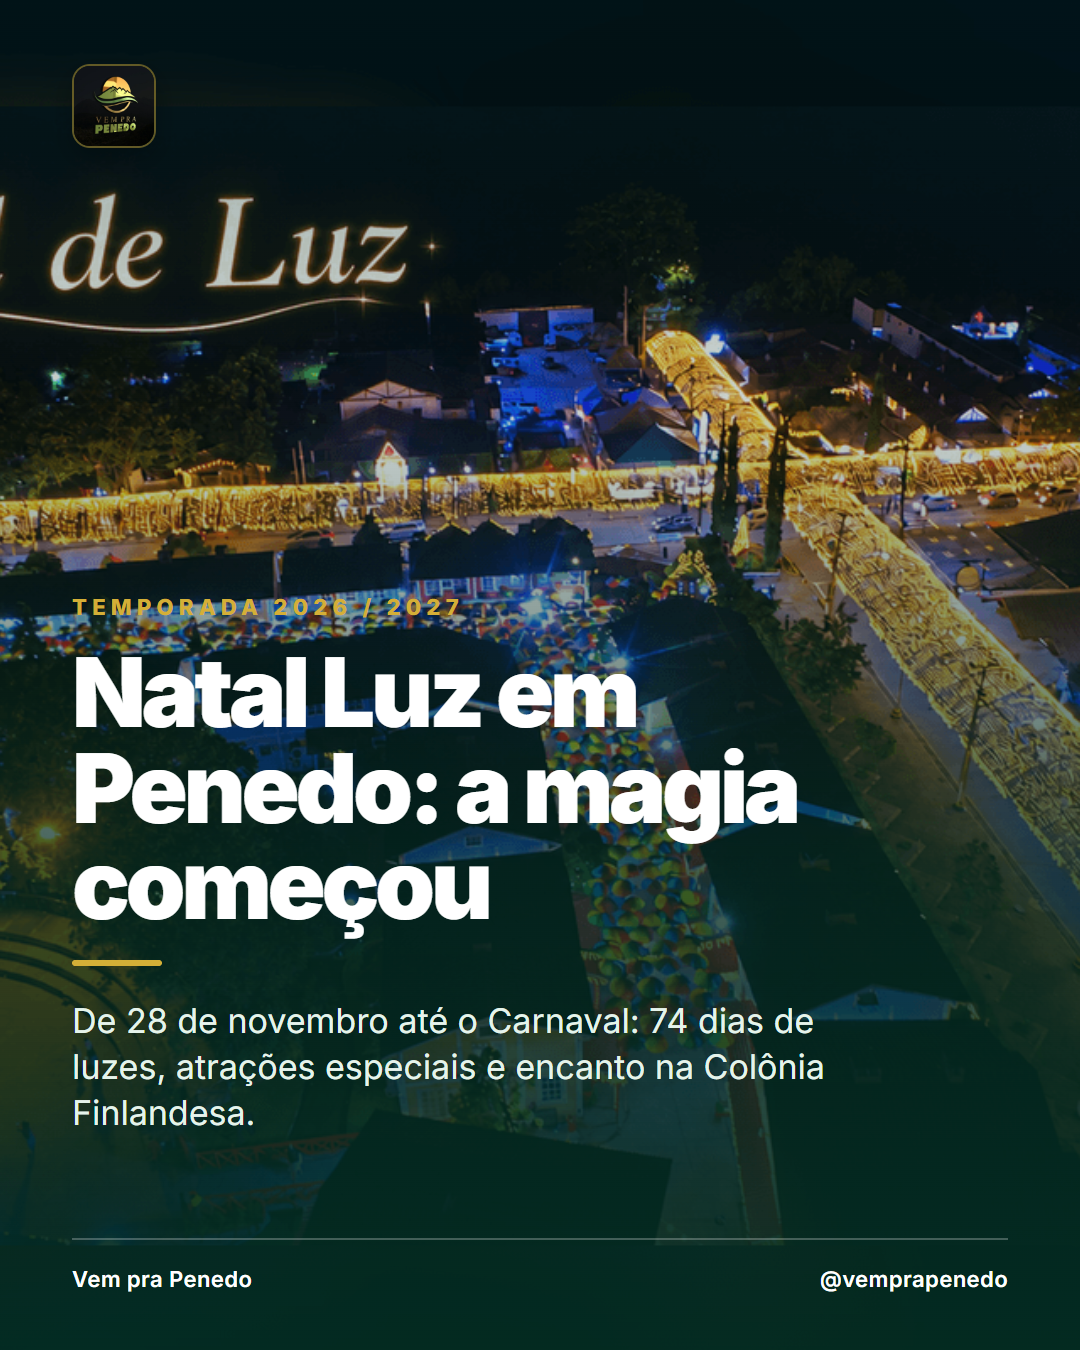 VEM PRA
PENEDO
de Luz
TEMPORADA 2026 / 2027
Natal Luz em
Penedo: a magia
começou
De 28 de novembro até o Carnaval: 74 dias de
luzes, atrações especiais e encanto na Colônia
Finlandesa.
Vem pra Penedo
@vemprapenedo